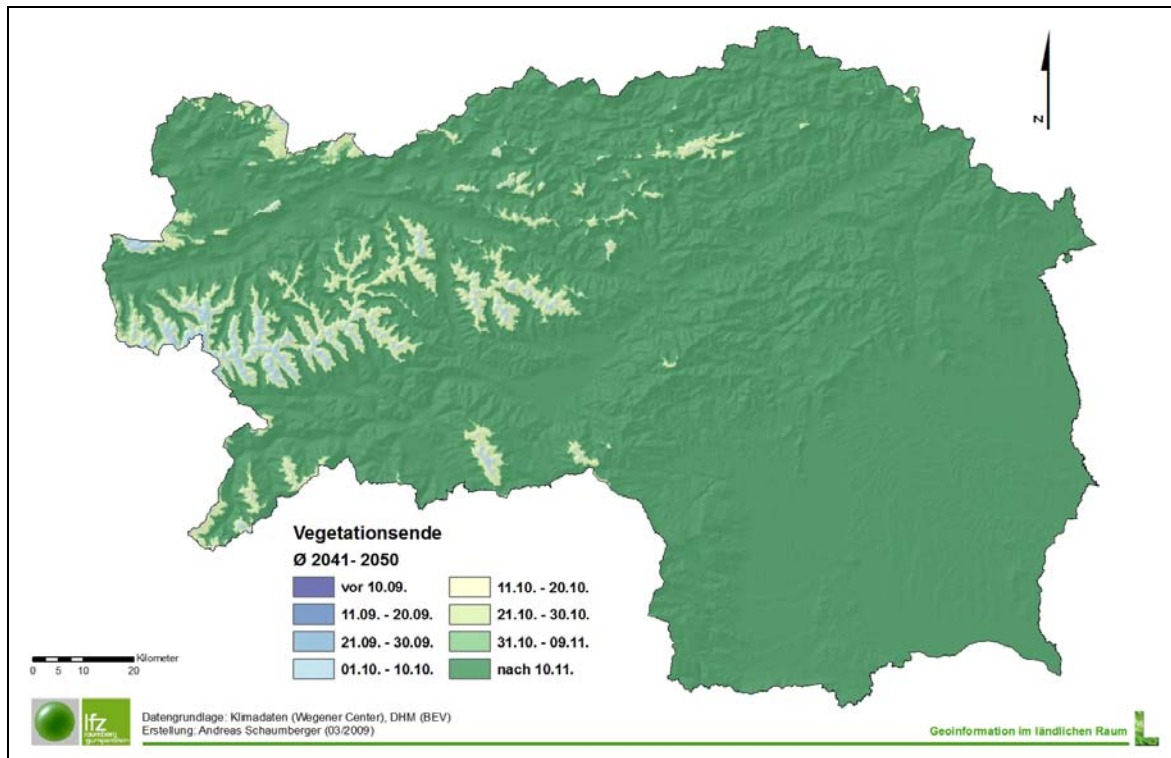 N
Vegetationsende
Ø 2041- 2050
vor 10.09.
11.09. - 20.09.
21.09. - 30.09.
01.10. - 10.10.
11.10. - 20.10.
21.10. - 30.10.
31.10. - 09.11.
nach 10.11.
Kilometer
0 5 10 20
lfz
raumberg
gumpenstein
Datengrundlage: Klimadaten (Wegener Center), DHM (BEV)
Erstellung: Andreas Schaumberger (03/2009)
Geoinformation im ländlichen Raum
L